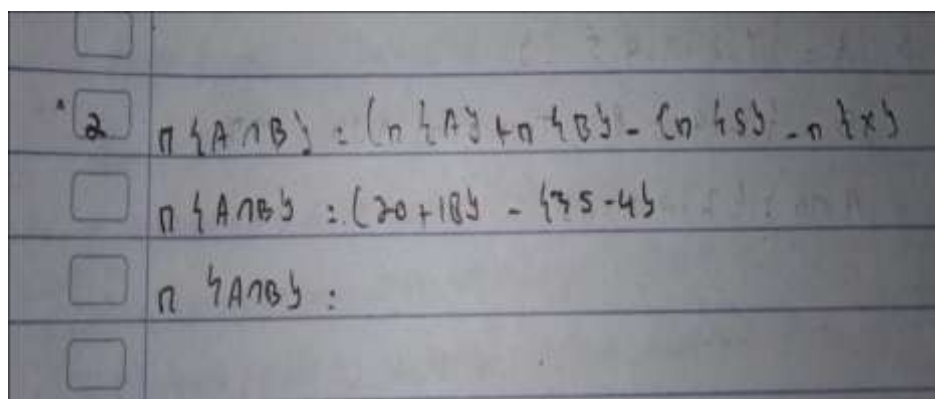 2 n {A∩B} = (n {A} + n {B} - (n {S} - n {x}
n {A∩B} = (20 + 18} - {35 - 4}
n {A∩B} =